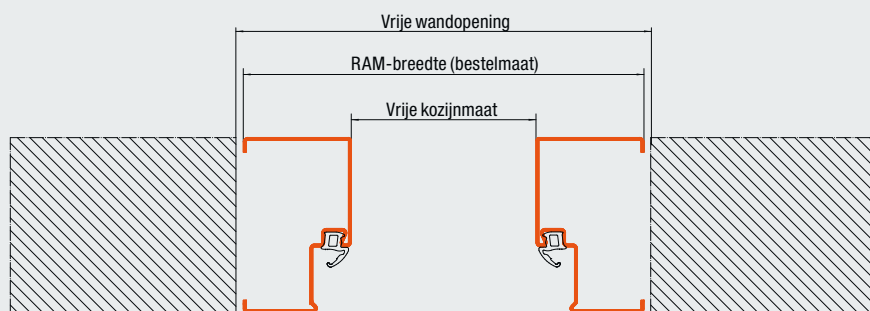 Vrije wandopening
RAM-breedte (bestelmaat)
Vrije kozijnmaat